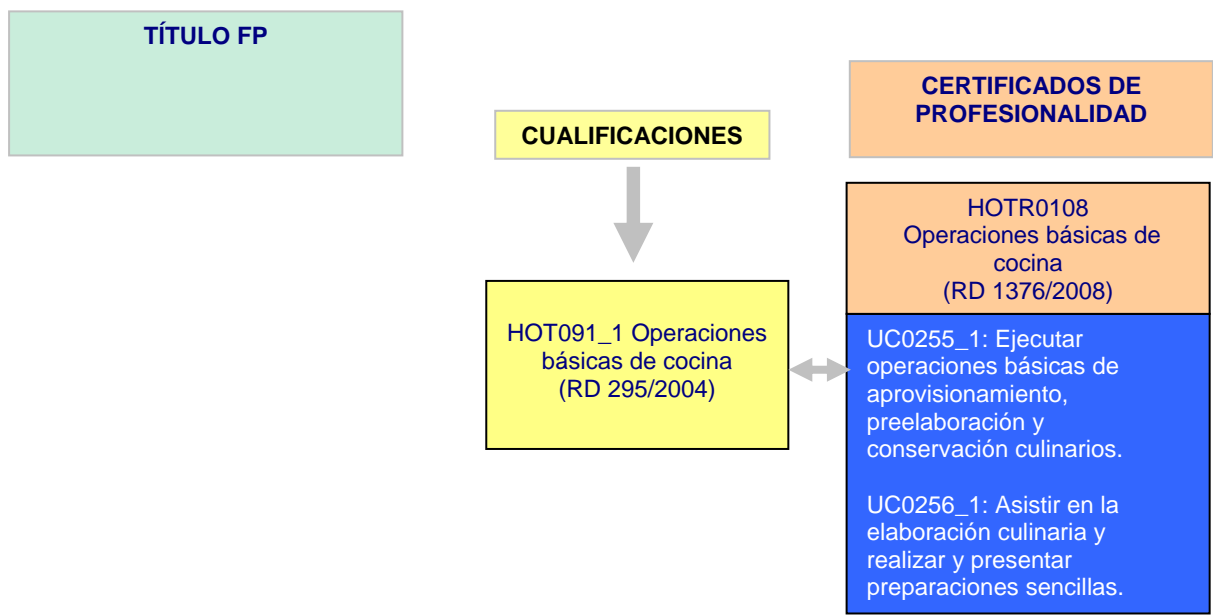 TÍTULO FP
CUALIFICACIONES
CERTIFICADOS DE
PROFESIONALIDAD
HOT091_1 Operaciones
básicas de cocina
(RD 295/2004)
HOTR0108
Operaciones básicas de
cocina
(RD 1376/2008)
UC0255_1: Ejecutar
operaciones básicas de
aprovisionamiento,
preelaboración y
conservación culinarios.
UC0256_1: Asistir en la
elaboración culinaria y
realizar y presentar
preparaciones sencillas.